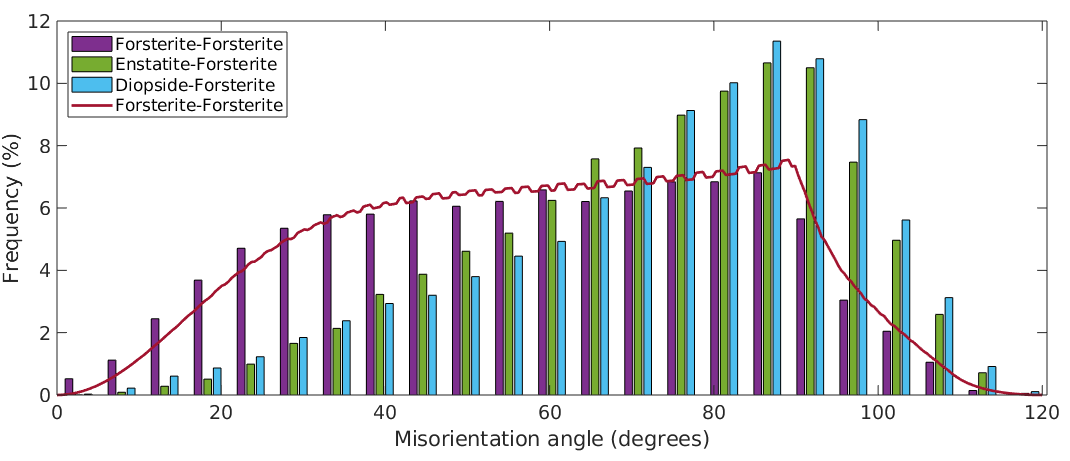 12
10
8
6
4
2
0
Frequency (%)
Forsterite-Forsterite
Enstatite-Forsterite
Diopside-Forsterite
Forsterite-Forsterite
0 20 40 60 80 100 120
Misorientation angle (degrees)